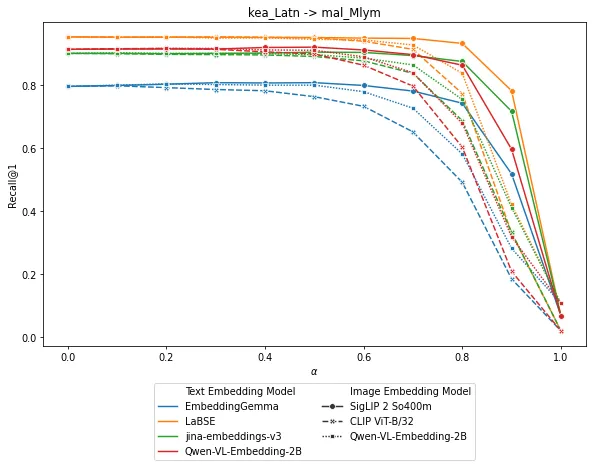 kea_Latn -> mal_Mlym
Recall@1
0.8
0.6
0.4
0.2
0.0
0.0 0.2 0.4 0.6 0.8 1.0
α
Text Embedding Model Image Embedding Model
EmbeddingGemma SigLIP 2 So400m
LaBSE CLIP ViT-B/32
jina-embeddings-v3 Qwen-VL-Embedding-2B
Qwen-VL-Embedding-2B